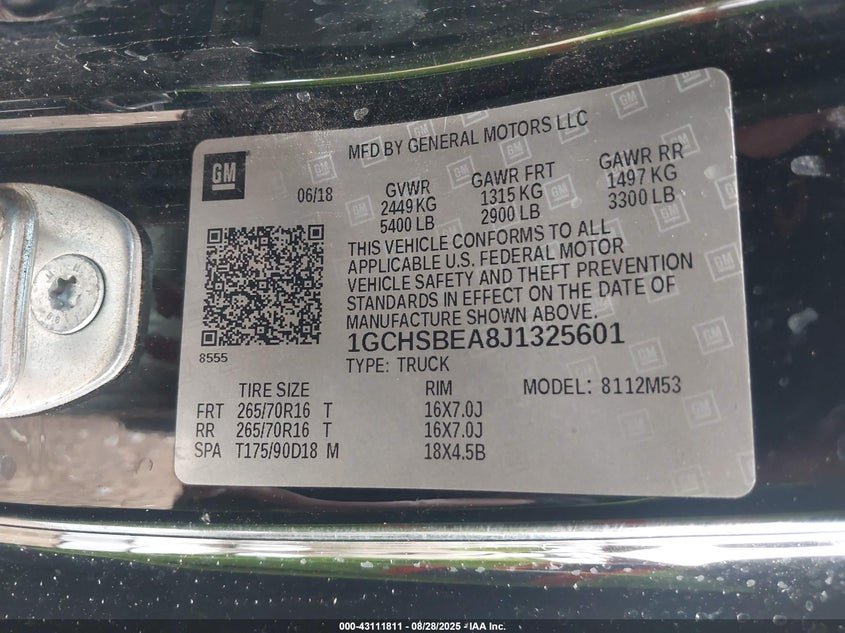 MFD BY GENERAL MOTORS LLC
GM
06/18
GVWR GAWR FRT GAWR RR
2449 KG 1315 KG 1497 KG
5400 LB 2900 LB 3300 LB
THIS VEHICLE CONFORMS TO ALL
APPLICABLE U.S. FEDERAL MOTOR
VEHICLE SAFETY AND THEFT PREVENTION
STANDARDS IN EFFECT ON THE DATE OF
MANUFACTURE SHOWN ABOVE.
8555
1GCHSBEA8J1325601
TYPE: TRUCK
TIRE SIZE RIM MODEL: 8112M53
FRT 265/70R16 T 16X7.0J
RR 265/70R16 T 16X7.0J
SPA T175/90D18 M 18X4.5B
000-43111811 - 08/28/2025 - IAA Inc.